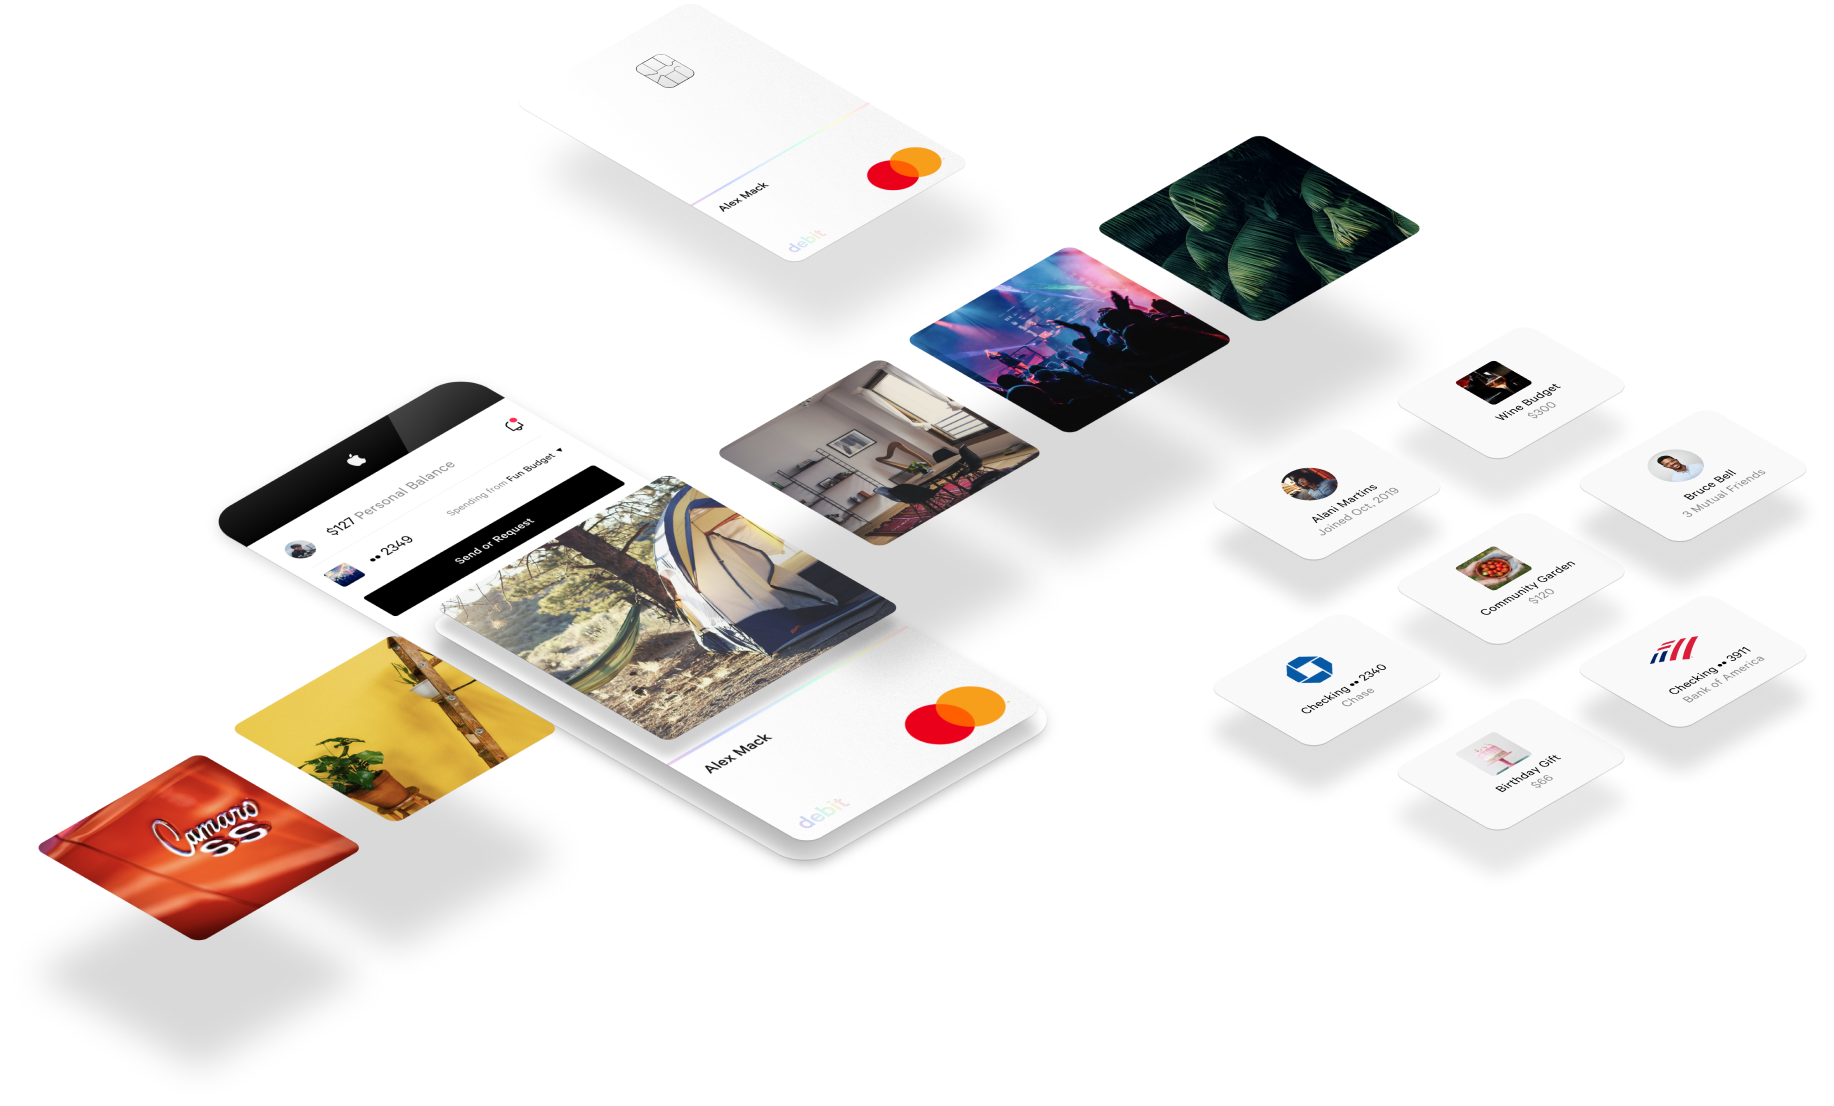 Alex Mack
debit
$127 Personal Balance
Spending from Fun Budget
•• 2349
Send or Request
Alex Mack
debit
Camaro
SS
Wine Budget
$300
Alani Martins
Joined Oct, 2019
Bruce Bell
3 Mutual Friends
Community Garden
$120
Checking •• 2340
Chase
Checking •• 3911
Bank of America
Birthday Gift
$66